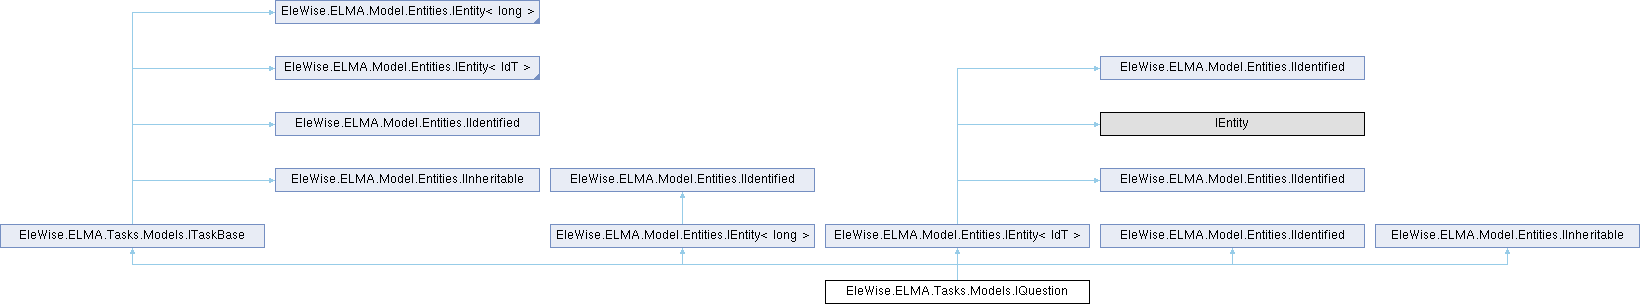 EleWise.ELMA.Model.Entities.IEntity< long >
EleWise.ELMA.Model.Entities.IEntity< IdT >
EleWise.ELMA.Model.Entities.IIdentified
EleWise.ELMA.Model.Entities.IIdentified
IEntity
EleWise.ELMA.Model.Entities.IInheritable
EleWise.ELMA.Model.Entities.IIdentified
EleWise.ELMA.Model.Entities.IIdentified
EleWise.ELMA.Tasks.Models.ITaskBase
EleWise.ELMA.Model.Entities.IEntity< long >
EleWise.ELMA.Model.Entities.IEntity< IdT >
EleWise.ELMA.Model.Entities.IIdentified
EleWise.ELMA.Model.Entities.IInheritable
EleWise.ELMA.Tasks.Models.IQuestion